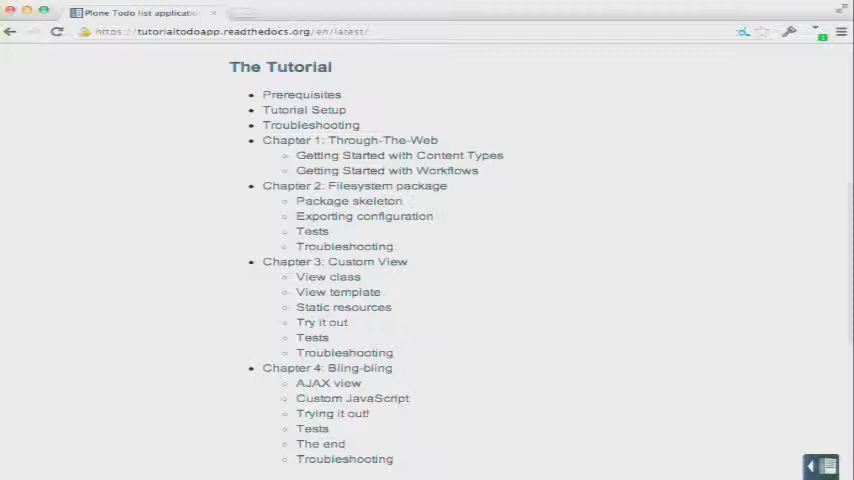 Plone Todo list applicatio
https://tutorialtodoapp.readthedocs.org/en/latest/
The Tutorial
Prerequisites
Tutorial Setup
Troubleshooting
Chapter 1: Through-The-Web
Getting Started with Content Types
Getting Started with Workflows
Chapter 2: Filesystem package
Package skeleton
Exporting configuration
Tests
Troubleshooting
Chapter 3: Custom View
View class
View template
Static resources
Try it out
Tests
Troubleshooting
Chapter 4: Bling-bling
AJAX view
Custom JavaScript
Trying it out!
Tests
The end
Troubleshooting